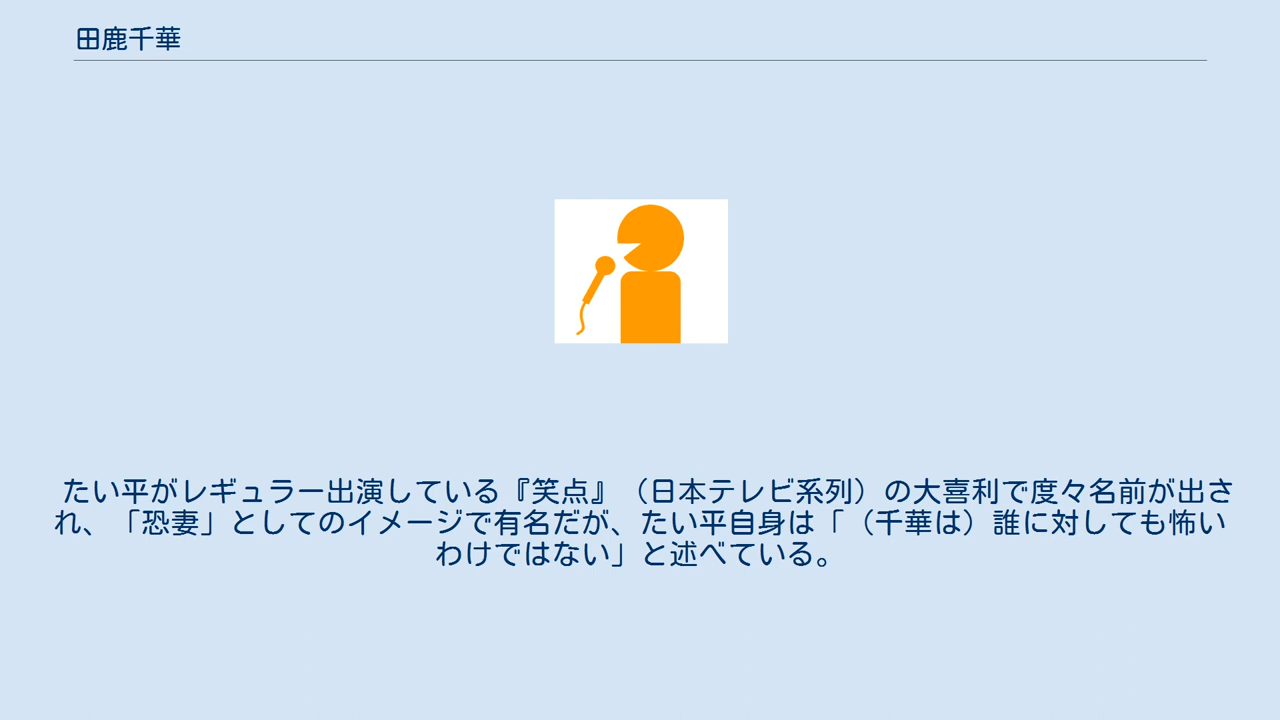 田鹿千華
たい平がレギュラー出演している『笑点』（日本テレビ系列）の大喜利で度々名前が出さ
れ、「恐妻」としてのイメージで有名だが、たい平自身は「（千華は）誰に対しても怖い
わけではない」と述べている。